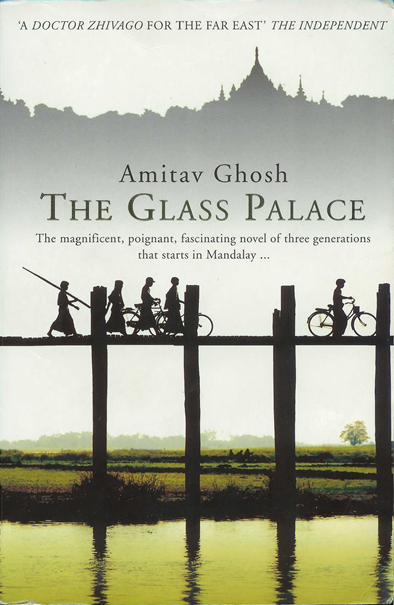 ‘A DOCTOR ZHIVAGO FOR THE FAR EAST’ THE INDEPENDENT
Amitav Ghosh
THE GLASS PALACE
The magnificent, poignant, fascinating novel of three generations
that starts in Mandalay ...